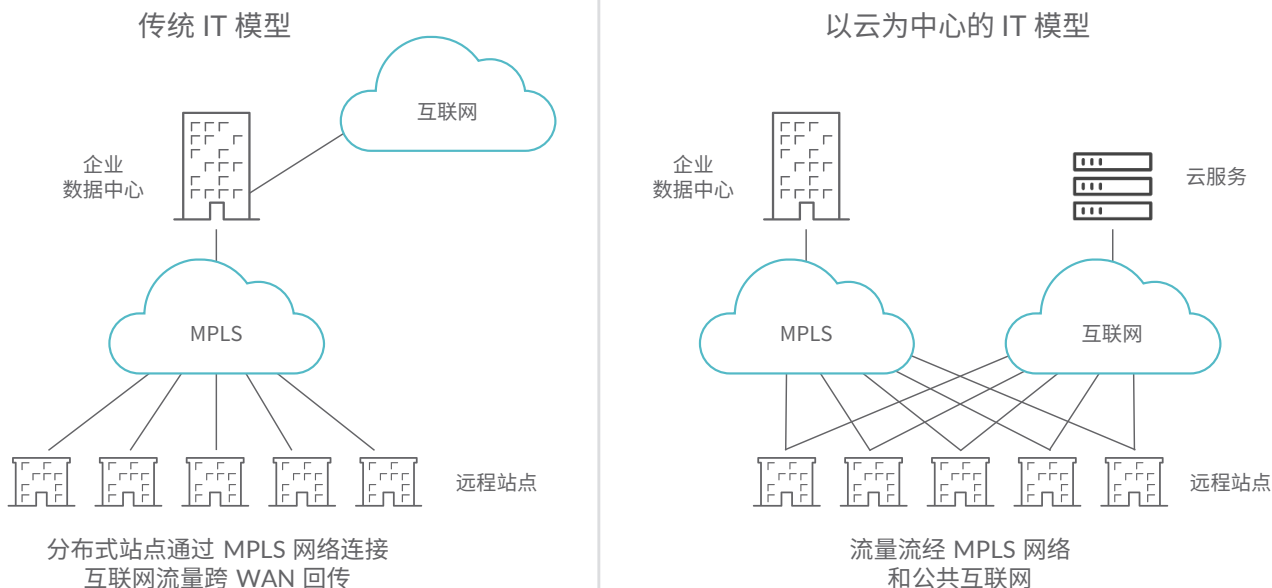 传统 IT 模型
互联网
企业
数据中心
MPLS
远程站点
分布式站点通过 MPLS 网络连接
互联网流量跨 WAN 回传
以云为中心的 IT 模型
企业
数据中心
云服务
MPLS
互联网
远程站点
流量流经 MPLS 网络
和公共互联网